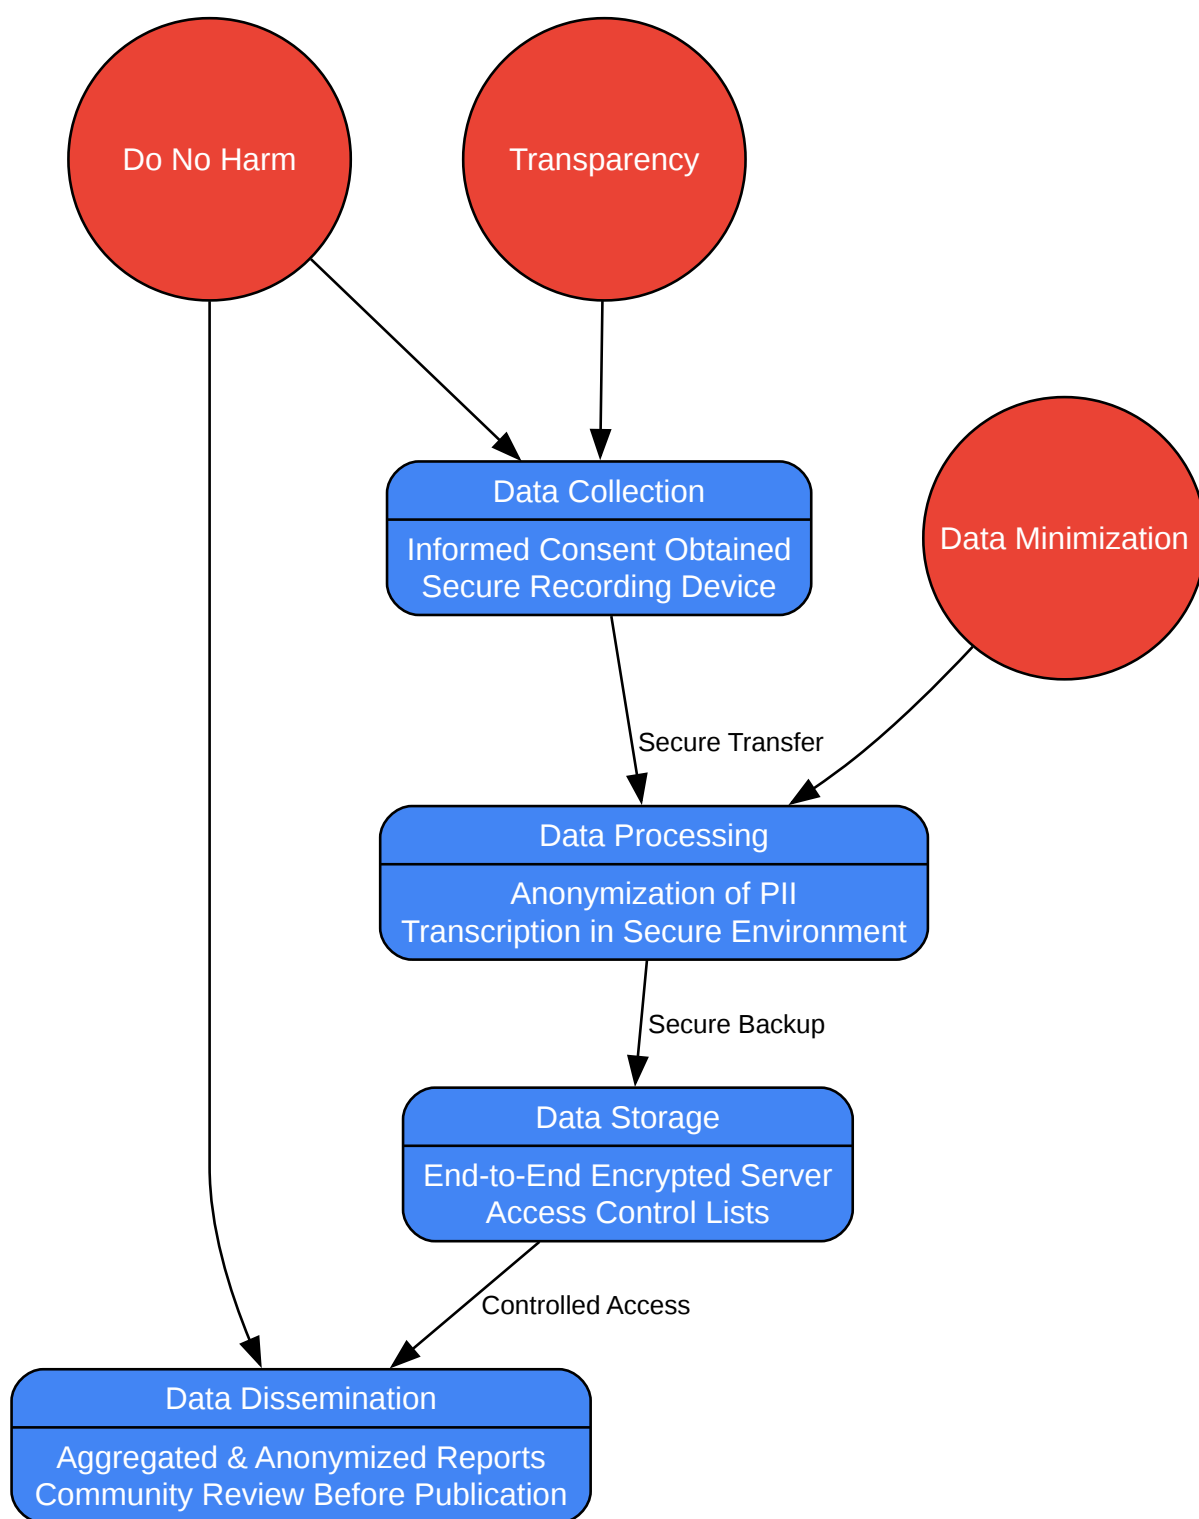 Do No Harm
Transparency
Data Collection
Informed Consent Obtained
Secure Recording Device
Data Minimization
Secure Transfer
Data Processing
Anonymization of PII
Transcription in Secure Environment
Secure Backup
Data Storage
End-to-End Encrypted Server
Access Control Lists
Controlled Access
Data Dissemination
Aggregated & Anonymized Reports
Community Review Before Publication